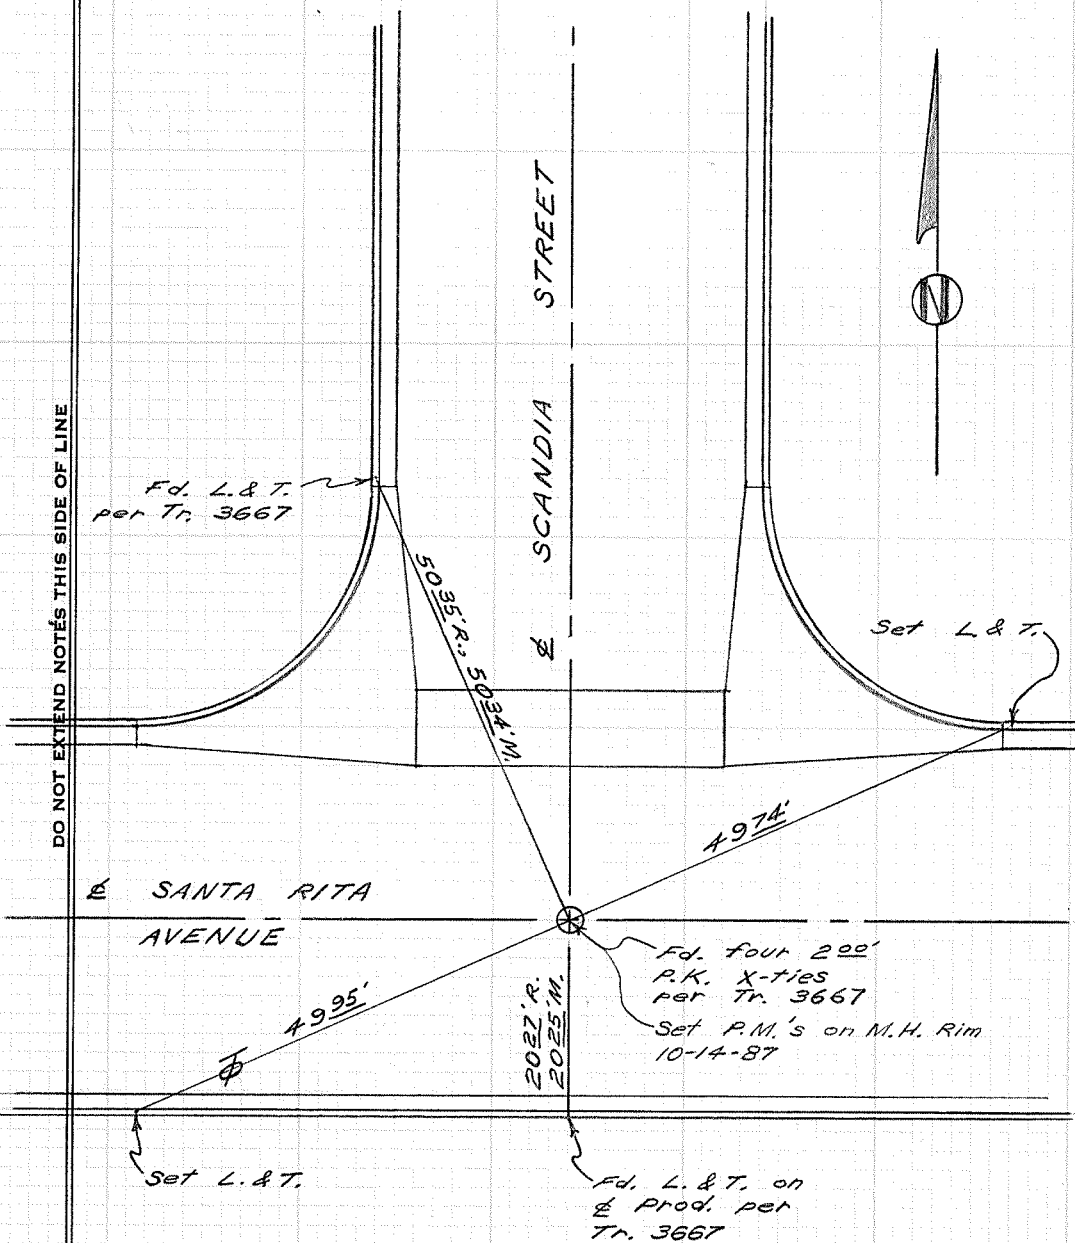 SCANDIA STREET
N
DO NOT EXTEND NOTES THIS SIDE OF LINE
Fd. L. & T.
per Tr. 3667
50 35' R., 50 34' M.
℄
Set L. & T.
49 74'
℄ SANTA RITA
AVENUE
Fd. four 2 00'
P.K. X-ties
per Tr. 3667
Set P.M.'s on M.H. Rim
10-14-87
49 95'
20 27' R.
20 25' M.
Set L. & T.
Fd. L. & T. on
℄ Prod. per
Tr. 3667